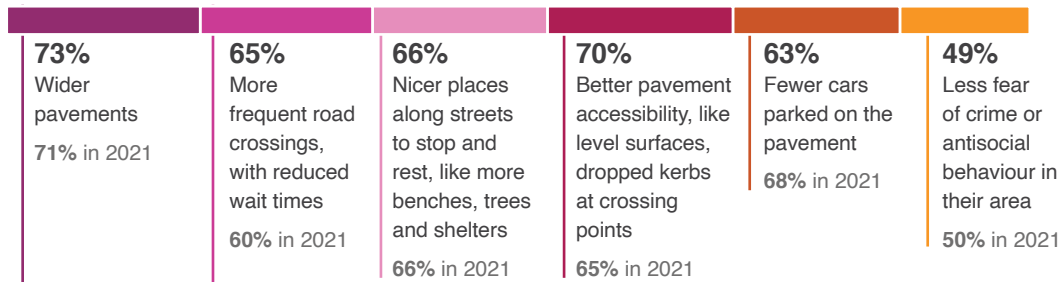 73%
Wider
pavements
71% in 2021
65%
More
frequent road
crossings,
with reduced
wait times
60% in 2021
66%
Nicer places
along streets
to stop and
rest, like more
benches, trees
and shelters
66% in 2021
70%
Better pavement
accessibility, like
level surfaces,
dropped kerbs
at crossing
points
65% in 2021
63%
Fewer cars
parked on the
pavement
68% in 2021
49%
Less fear
of crime or
antisocial
behaviour in
their area
50% in 2021